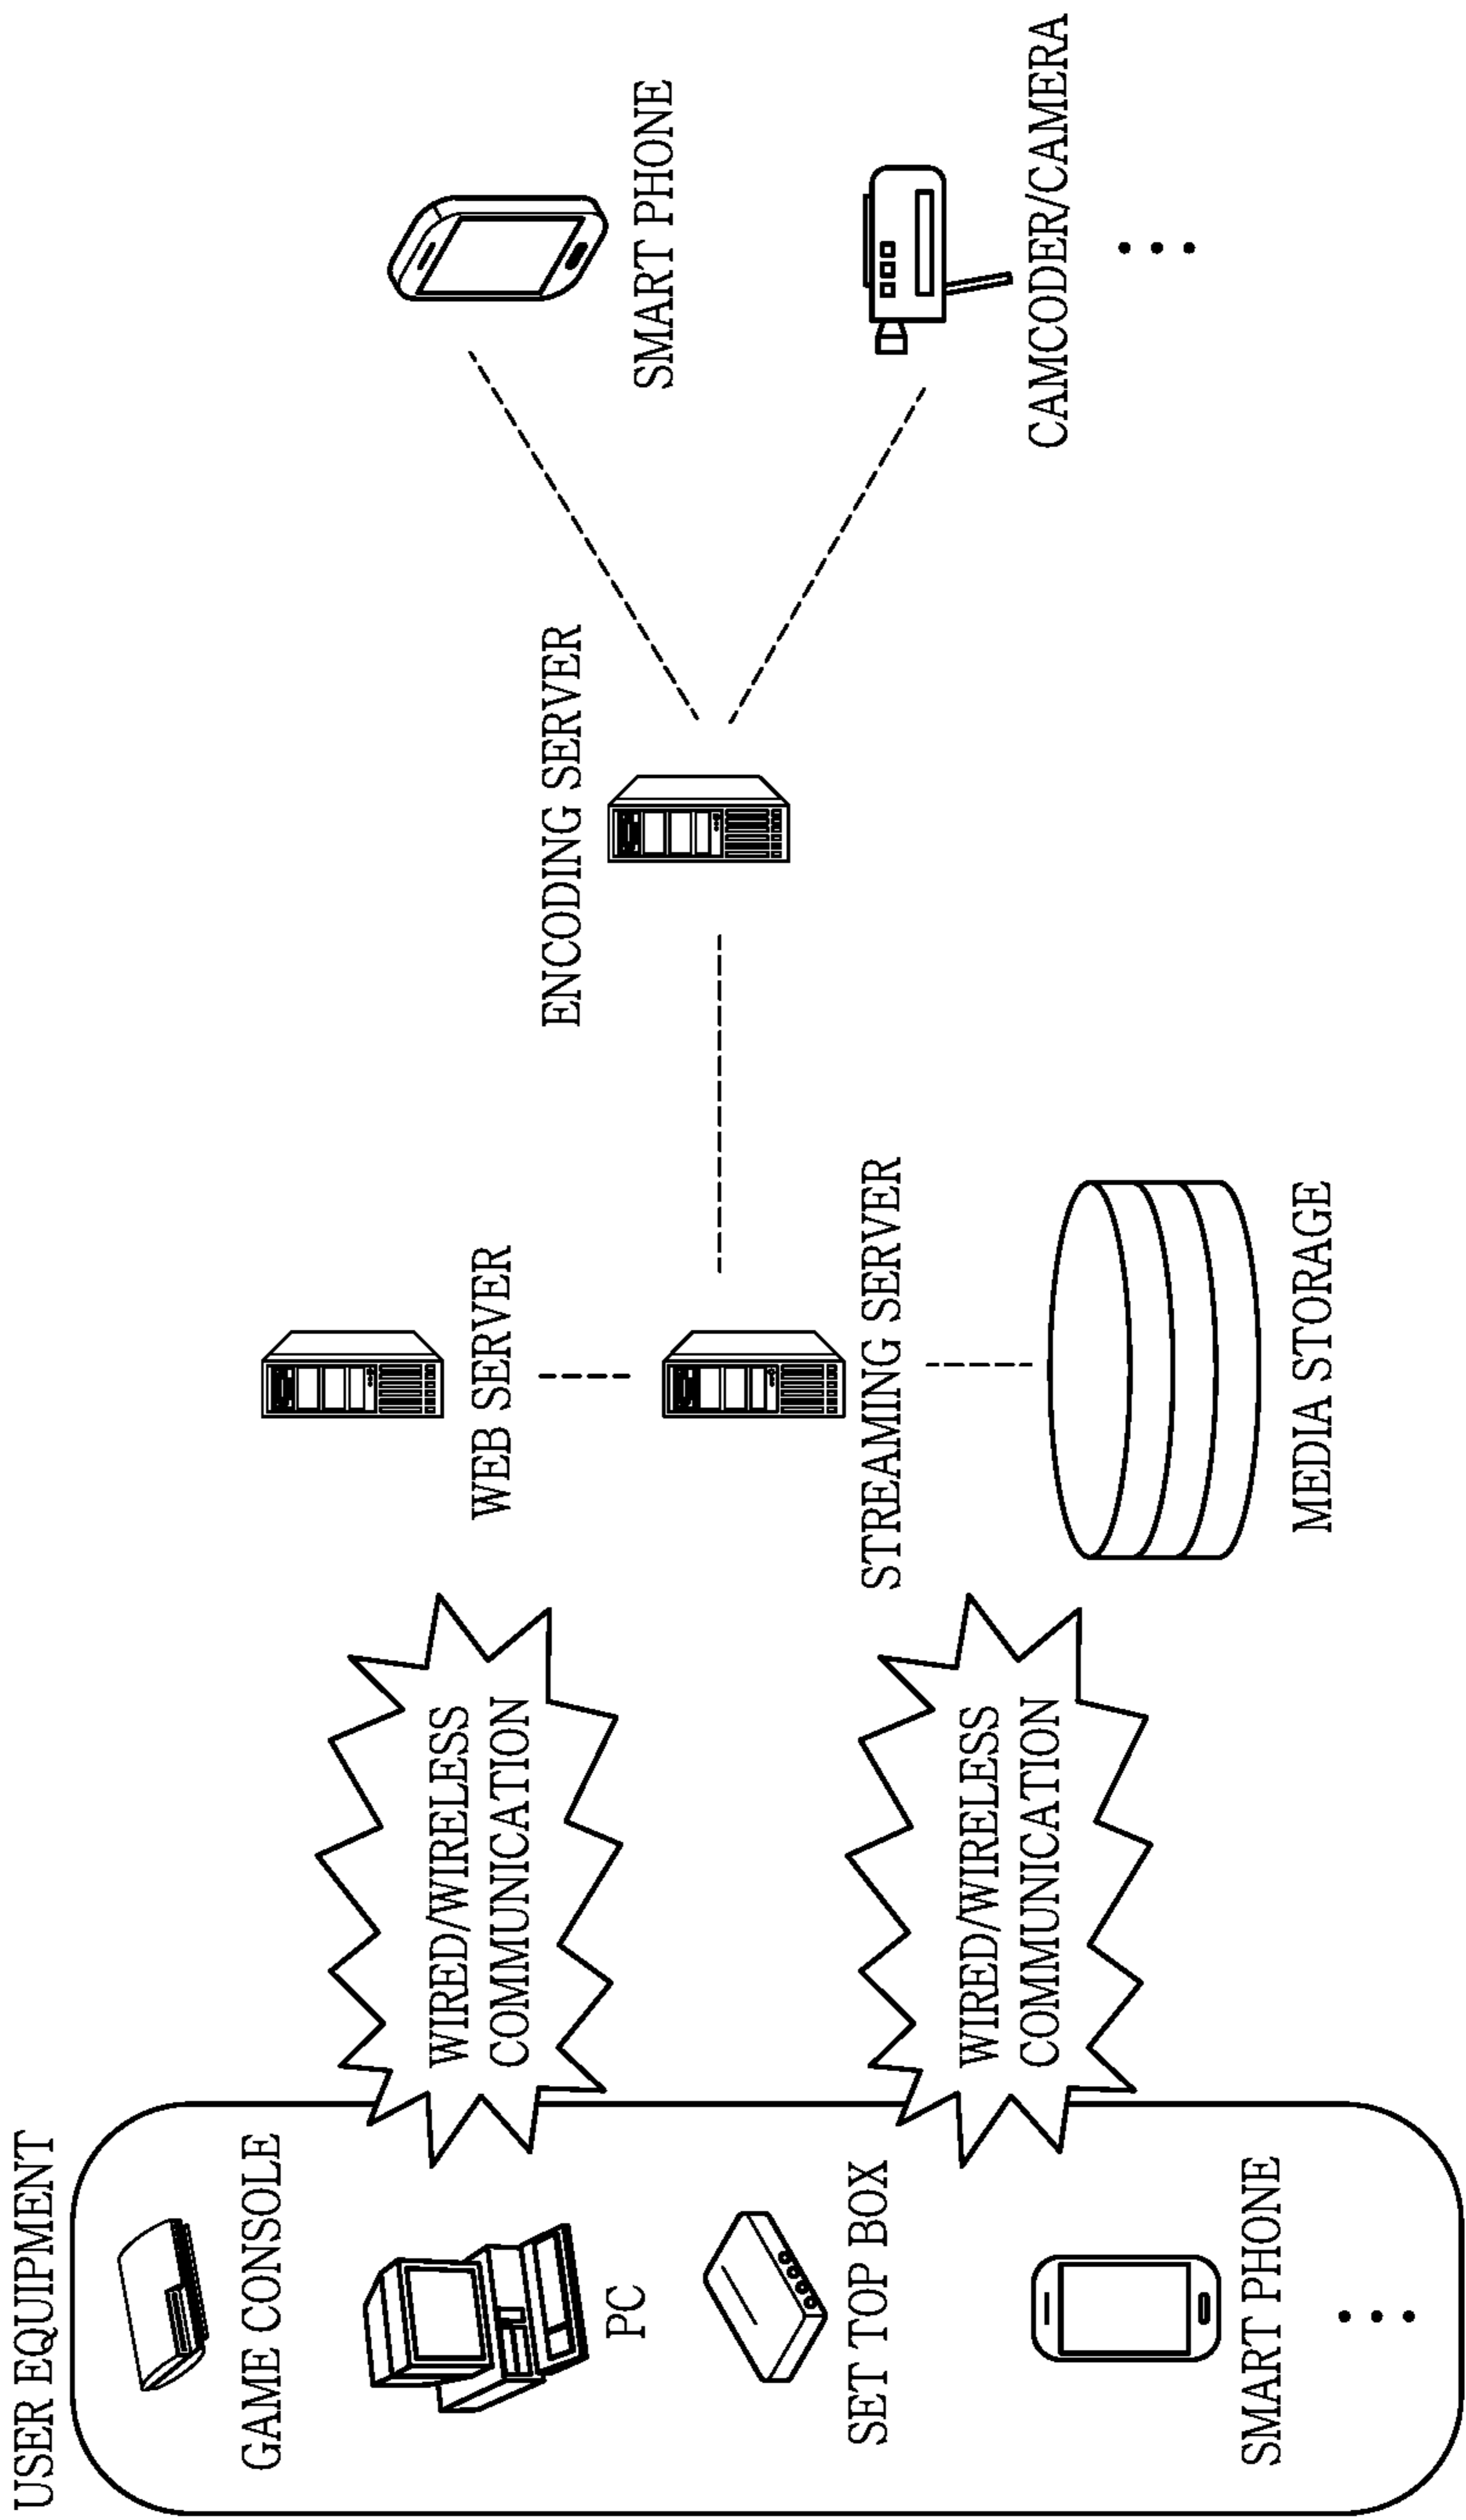 USER EQUIPMENT
GAME CONSOLE
PC
SET TOP BOX
SMART PHONE
WIRED/WIRELESS
COMMUNICATION
WIRED/WIRELESS
COMMUNICATION
WEB SERVER
STREAMING SERVER
MEDIA STORAGE
ENCODING SERVER
SMART PHONE
CAMCODER/CAMERA